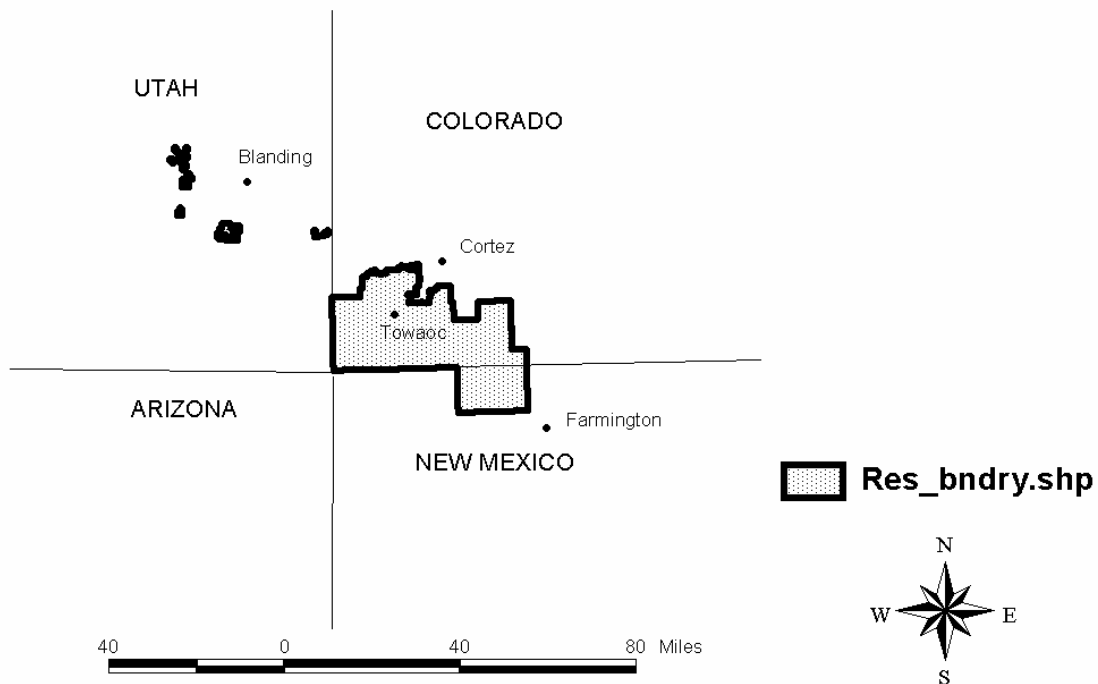 UTAH
COLORADO
Blanding
Cortez
Towaoc
ARIZONA
Farmington
NEW MEXICO
Res_bndry.shp
N
W E
S
40 0 40 80 Miles